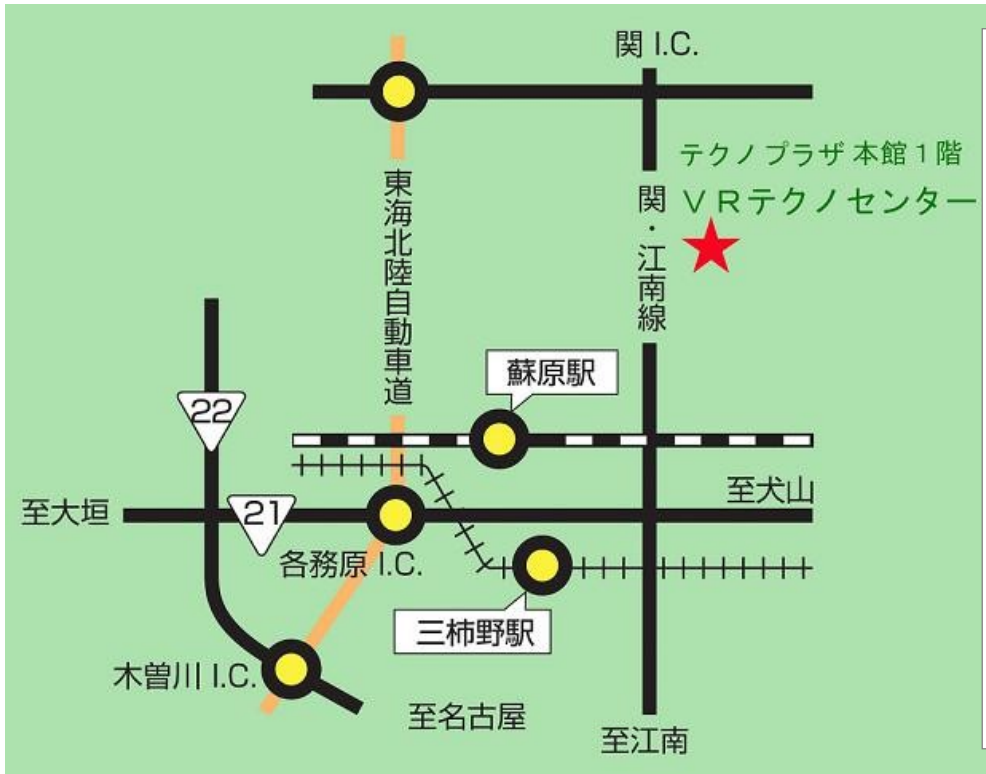 関 I.C.
テクノプラザ 本館1階
VRテクノセンター
東海北陸自動車道
関・江南線
蘇原駅
22
至犬山
21
至大垣
各務原 I.C.
三柿野駅
木曽川 I.C.
至名古屋
至江南